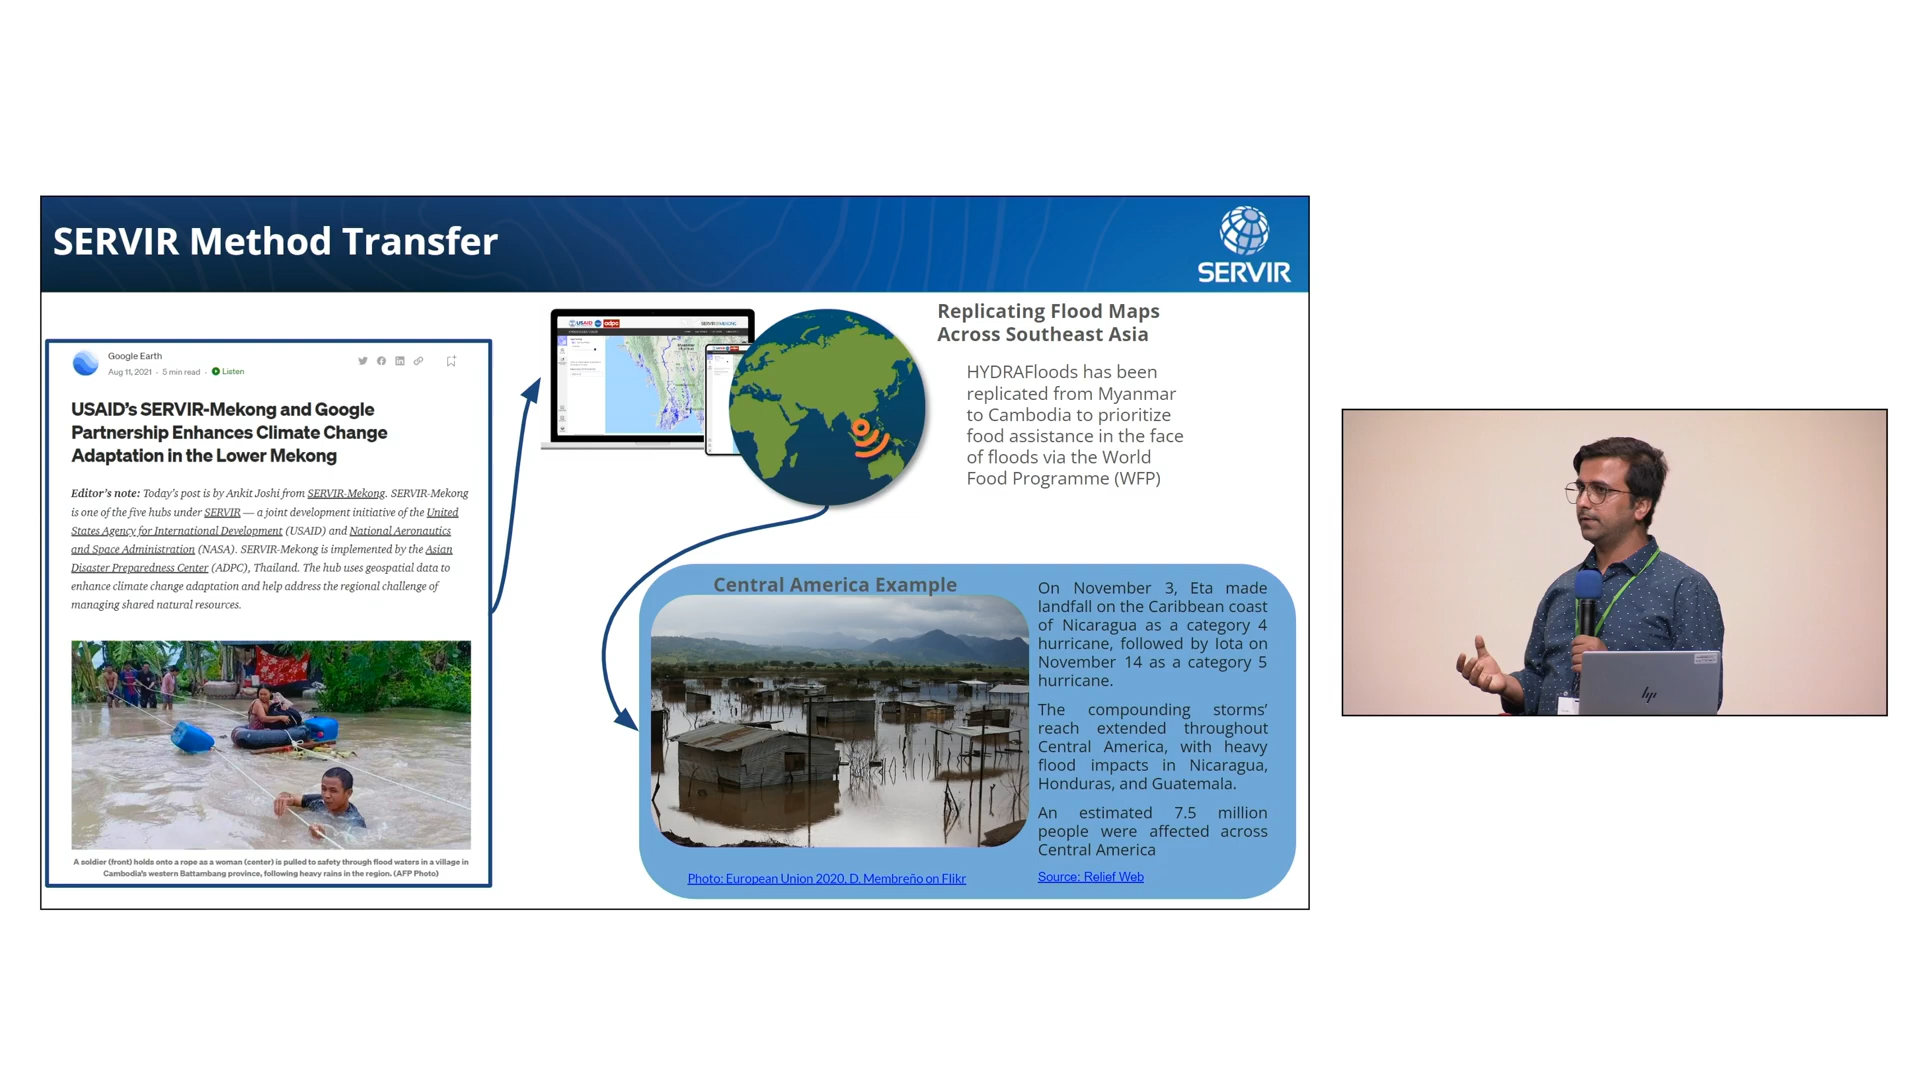 SERVIR Method Transfer
SERVIR
Google Earth
Aug 11, 2021 · 5 min read · Listen
USAID's SERVIR-Mekong and Google
Partnership Enhances Climate Change
Adaptation in the Lower Mekong
Editor's note: Today's post is by Ankit Joshi from SERVIR-Mekong. SERVIR-Mekong
is one of the five hubs under SERVIR — a joint development initiative of the United
States Agency for International Development (USAID) and National Aeronautics
and Space Administration (NASA). SERVIR-Mekong is implemented by the Asian
Disaster Preparedness Center (ADPC), Thailand. The hub uses geospatial data to
enhance climate change adaptation and help address the regional challenge of
managing shared natural resources.
A soldier (front) holds onto a rope as a woman (center) is pulled to safety through flood waters in a village in
Cambodia's western Battambang province, following heavy rains in the region. (AFP Photo)
USAID
adpc
Replicating Flood Maps
Across Southeast Asia
HYDRAFloods has been
replicated from Myanmar
to Cambodia to prioritize
food assistance in the face
of floods via the World
Food Programme (WFP)
Central America Example
Photo: European Union 2020, D. Membreño on Flikr
On November 3, Eta made
landfall on the Caribbean coast
of Nicaragua as a category 4
hurricane, followed by Iota on
November 14 as a category 5
hurricane.
The compounding storms'
reach extended throughout
Central America, with heavy
flood impacts in Nicaragua,
Honduras, and Guatemala.
An estimated 7.5 million
people were affected across
Central America
Source: Relief Web
hp